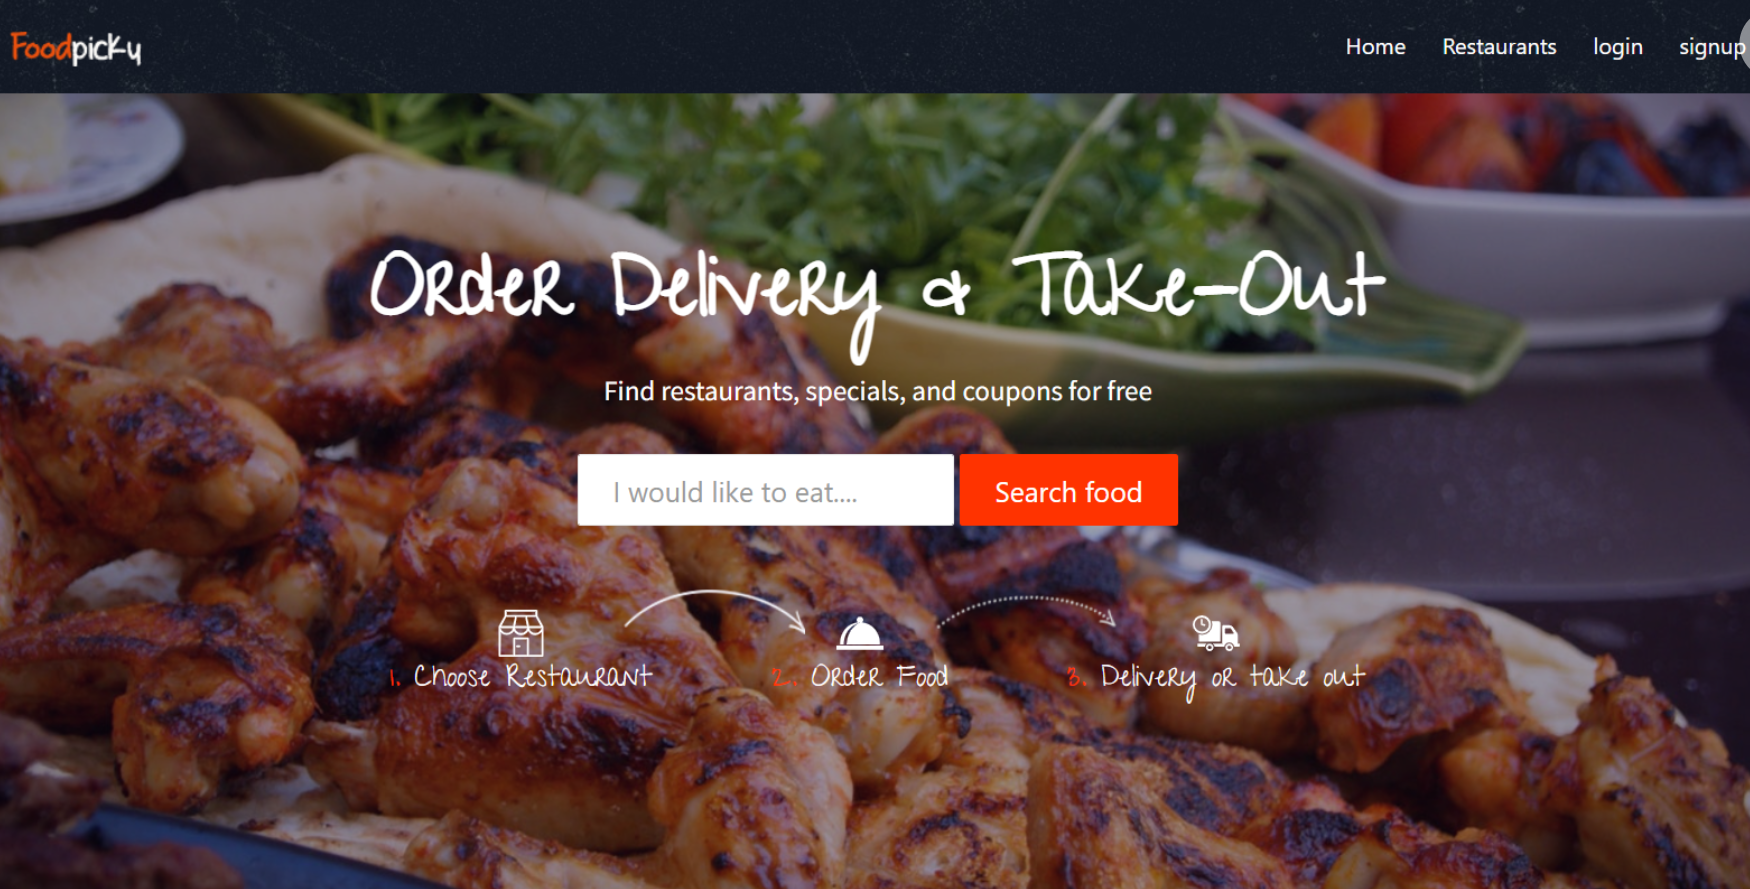 Foodpicky
Home Restaurants login signup
Order Delivery & Take-Out
Find restaurants, specials, and coupons for free
I would like to eat.... Search food
1. Choose Restaurant 2. Order Food 3. Delivery or take out